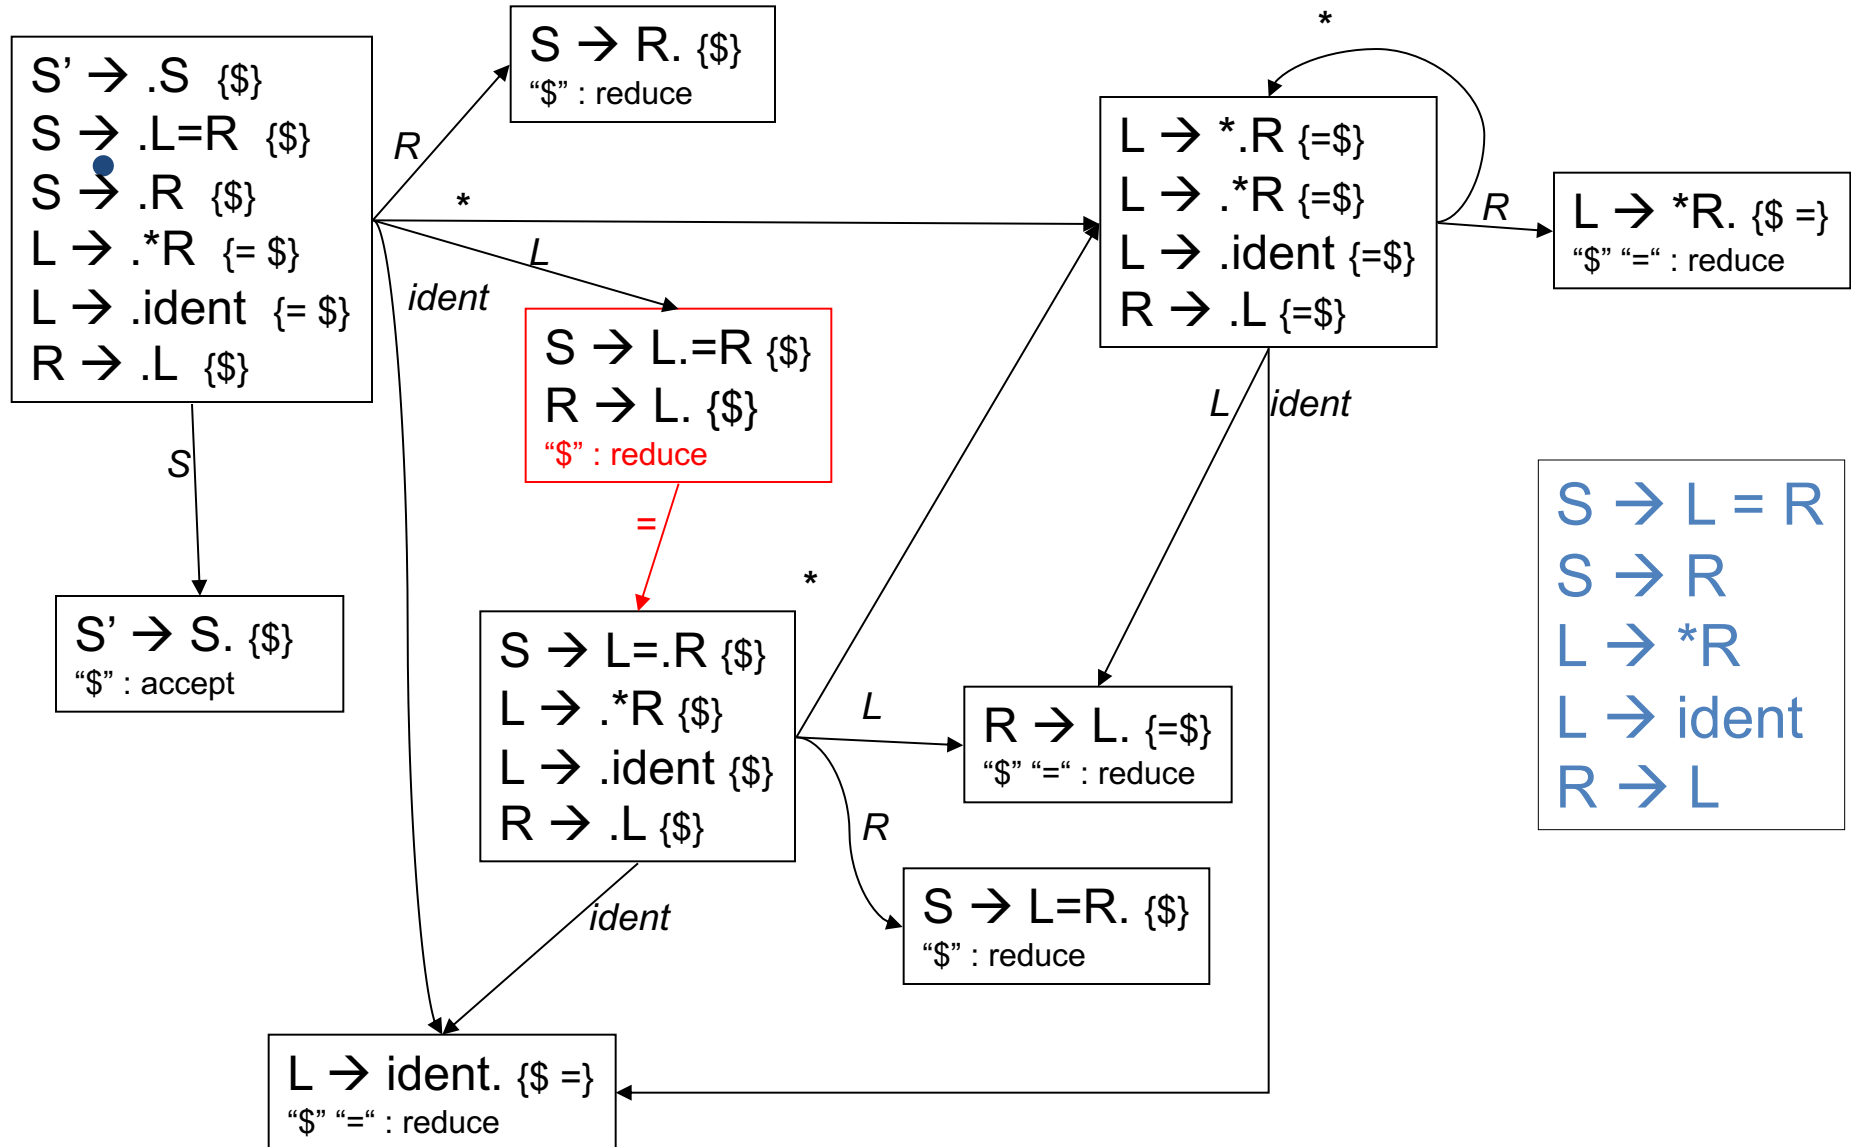 S’ → .S {$}
S → .L=R {$}
S → .R {$}
L → .*R {= $}
L → .ident {= $}
R → .L {$}
S → R. {$}
“$” : reduce
R
*
L
ident
S
S’ → S. {$}
“$” : accept
S → L.=R {$}
R → L. {$}
“$” : reduce
=
S → L=.R {$}
L → .*R {$}
L → .ident {$}
R → .L {$}
*
L
R
ident
*
L → *.R {=$}
L → .*R {=$}
L → .ident {=$}
R → .L {=$}
R
L → *R. {$ =}
“$” “=“ : reduce
L
ident
R → L. {=$}
“$” “=“ : reduce
S → L=R. {$}
“$” : reduce
L → ident. {$ =}
“$” “=“ : reduce
S → L = R
S → R
L → *R
L → ident
R → L